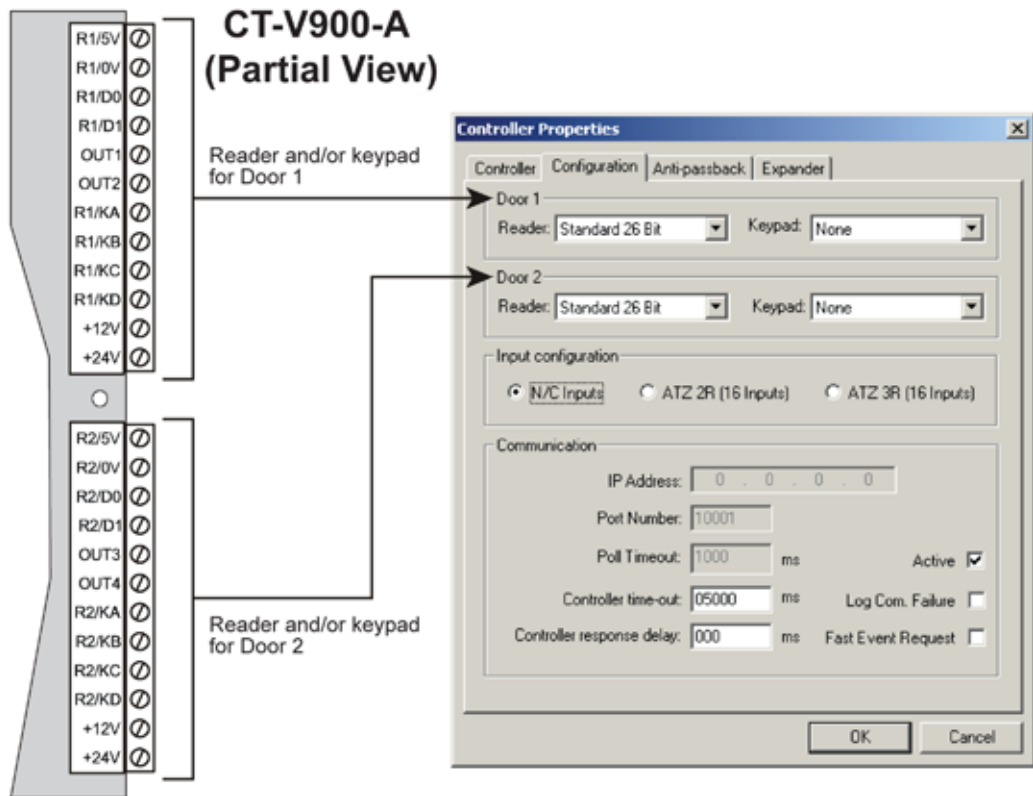 CT-V900-A
(Partial View)
R1/5V
R1/0V
R1/D0
R1/D1
OUT1
OUT2
R1/KA
R1/KB
R1/KC
R1/KD
+12V
+24V
Reader and/or keypad
for Door 1
R2/5V
R2/0V
R2/D0
R2/D1
OUT3
OUT4
R2/KA
R2/KB
R2/KC
R2/KD
+12V
+24V
Reader and/or keypad
for Door 2
Controller Properties
Controller Configuration Anti-passback Expander
Door 1
Reader: Standard 26 Bit Keypad: None
Door 2
Reader: Standard 26 Bit Keypad: None
Input configuration
N/C Inputs ATZ 2R (16 Inputs) ATZ 3R (16 Inputs)
Communication
IP Address: 0 . 0 . 0 . 0
Port Number: 10001
Poll Timeout: 1000 ms Active
Controller time-out: 05000 ms Log Com. Failure
Controller response delay: 000 ms Fast Event Request
OK Cancel